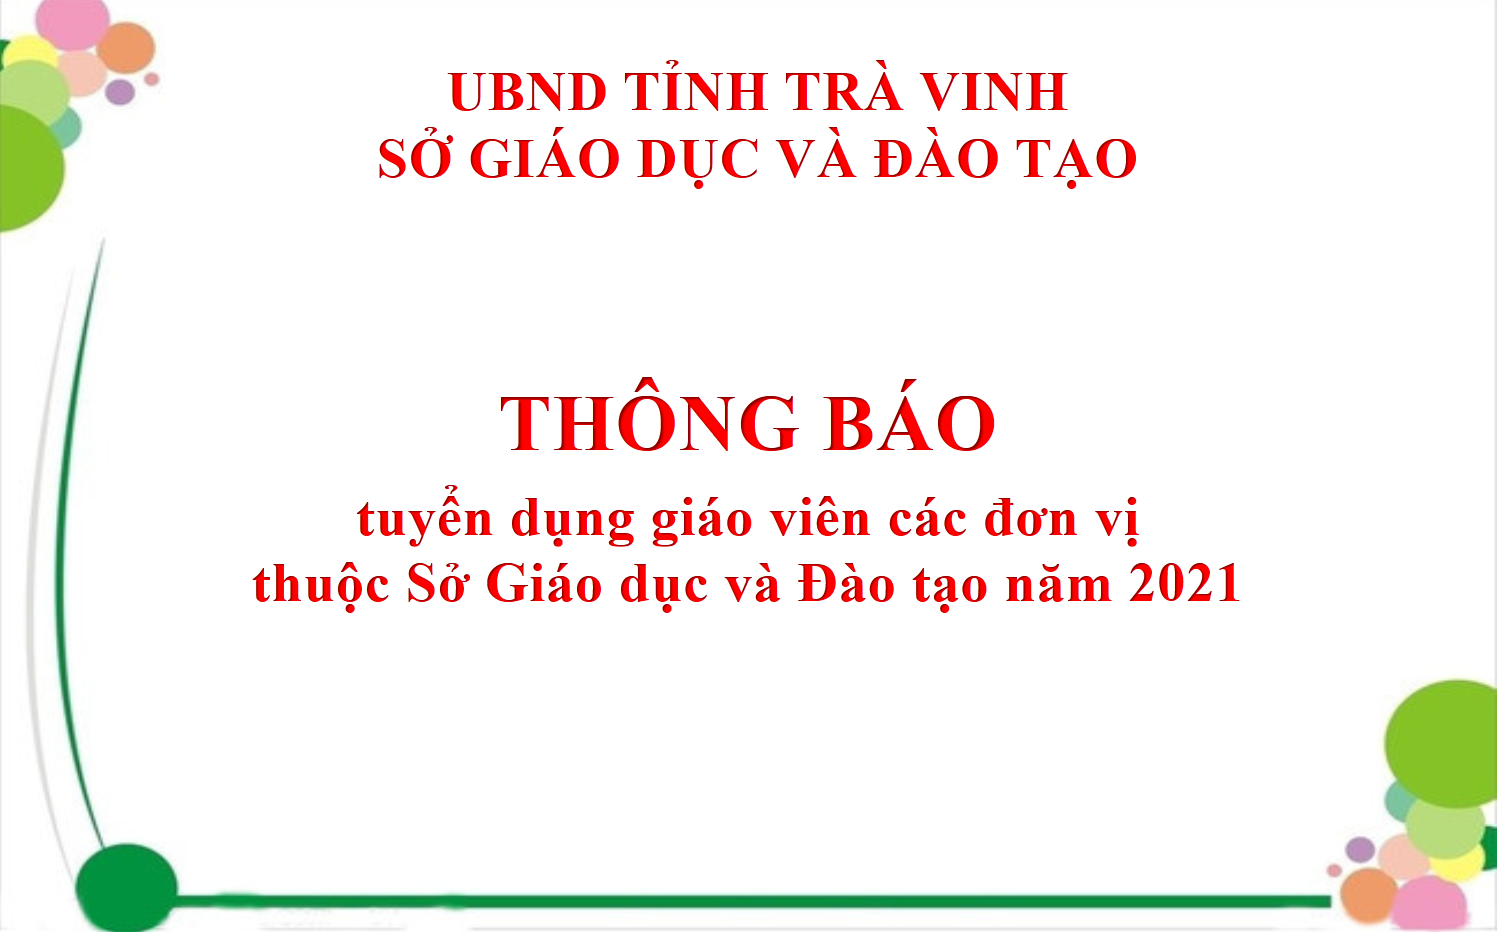 UBND TỈNH TRÀ VINH
SỞ GIÁO DỤC VÀ ĐÀO TẠO
THÔNG BÁO
tuyển dụng giáo viên các đơn vị
thuộc Sở Giáo dục và Đào tạo năm 2021